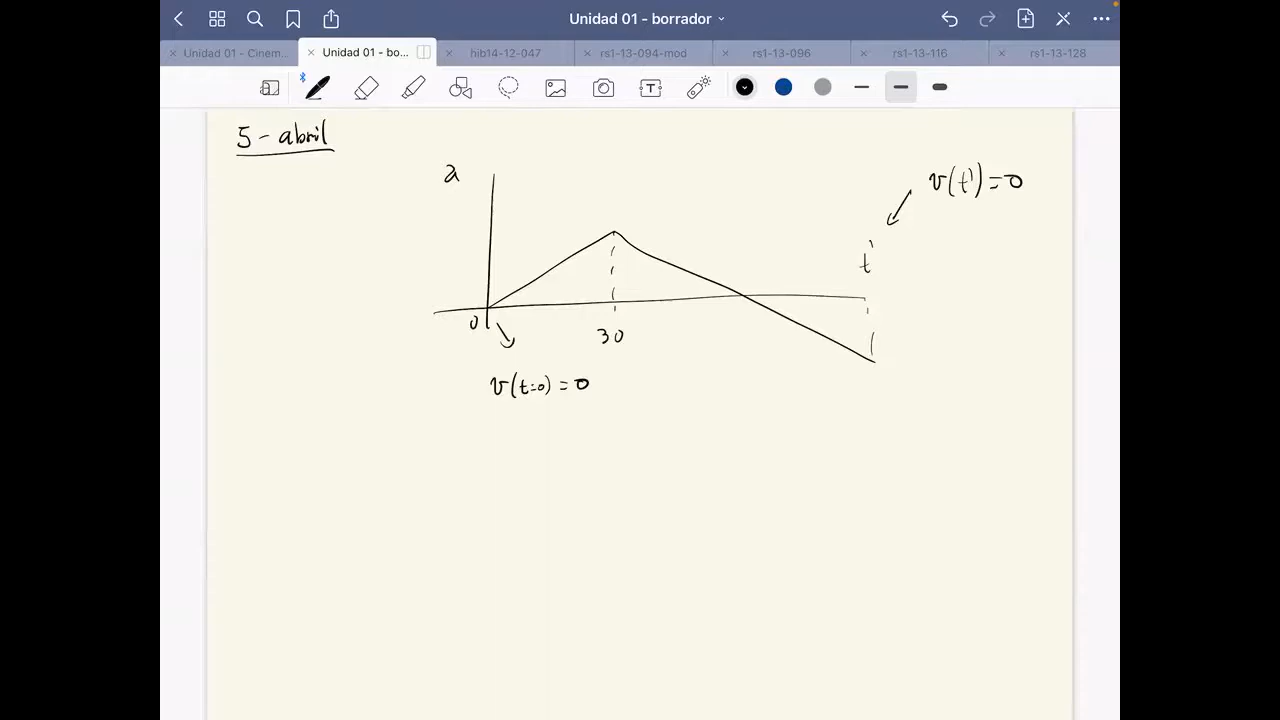 Unidad 01 - borrador
Unidad 01 - Cinem...
Unidad 01 - bo...
hib14-12-047
rs1-13-094-mod
rs1-13-096
rs1-13-116
rs1-13-128
T
5 - abril
a
v(t')=0
t'
0
30
v(t=0) = 0